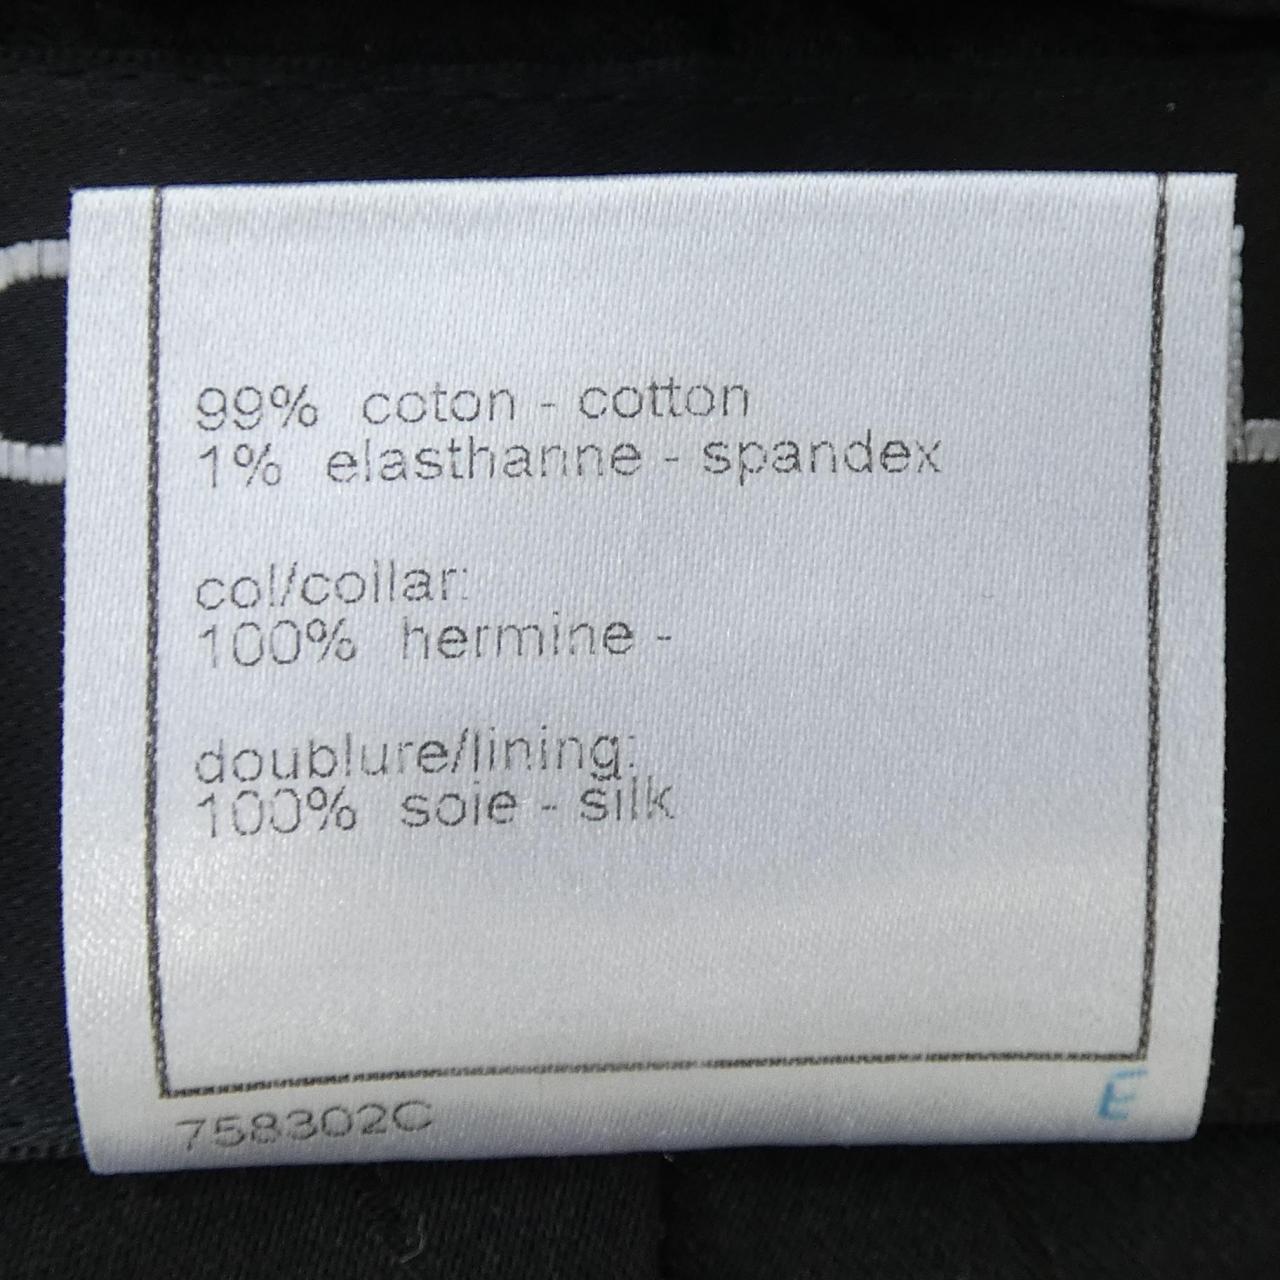 99% coton - cotton
1% elasthanne - spandex
col/collar:
100% hermine -
doublure/lining:
100% soie - silk
758302C
E